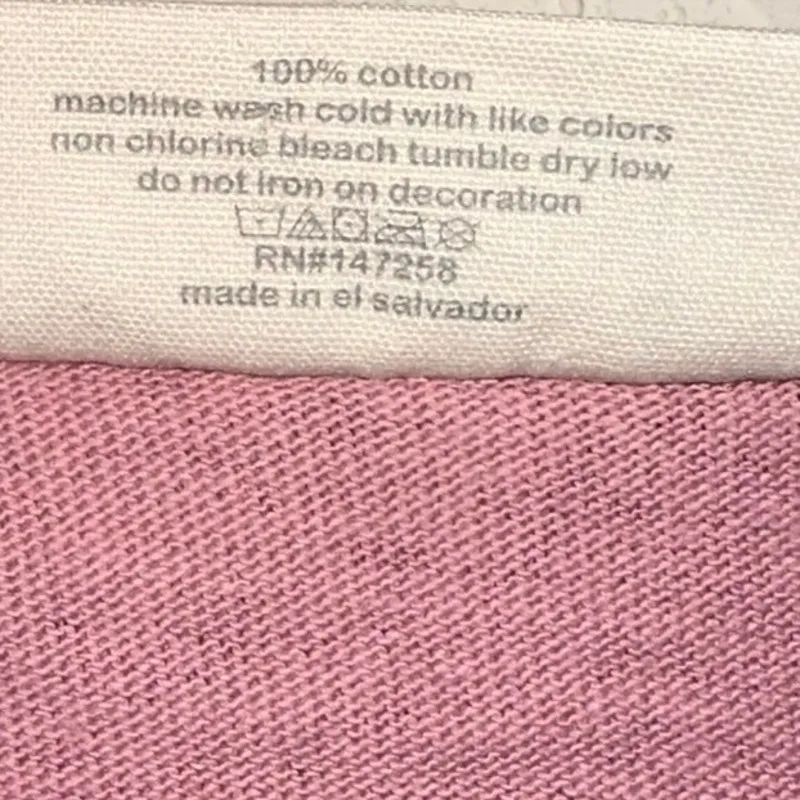 100% cotton
machine wash cold with like colors
non chlorine bleach tumble dry low
do not iron on decoration
RN#147258
made in el salvador